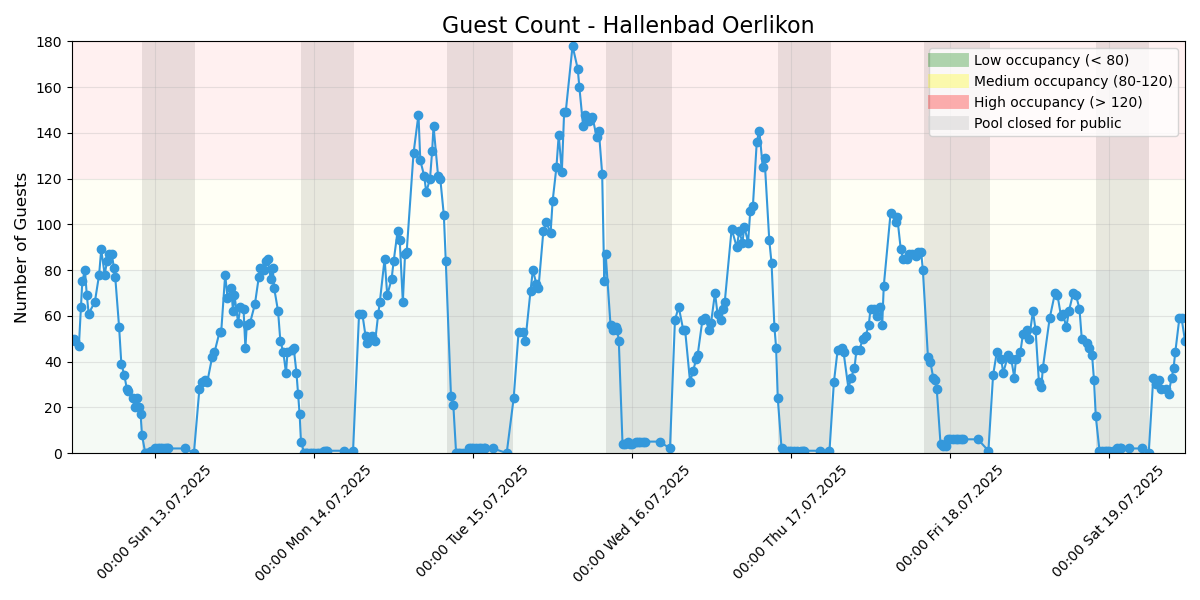 Guest Count - Hallenbad Oerlikon
Number of Guests
180
160
140
120
100
80
60
40
20
0
Low occupancy (< 80)
Medium occupancy (80-120)
High occupancy (> 120)
Pool closed for public
00:00 Sun 13.07.2025
00:00 Mon 14.07.2025
00:00 Tue 15.07.2025
00:00 Wed 16.07.2025
00:00 Thu 17.07.2025
00:00 Fri 18.07.2025
00:00 Sat 19.07.2025